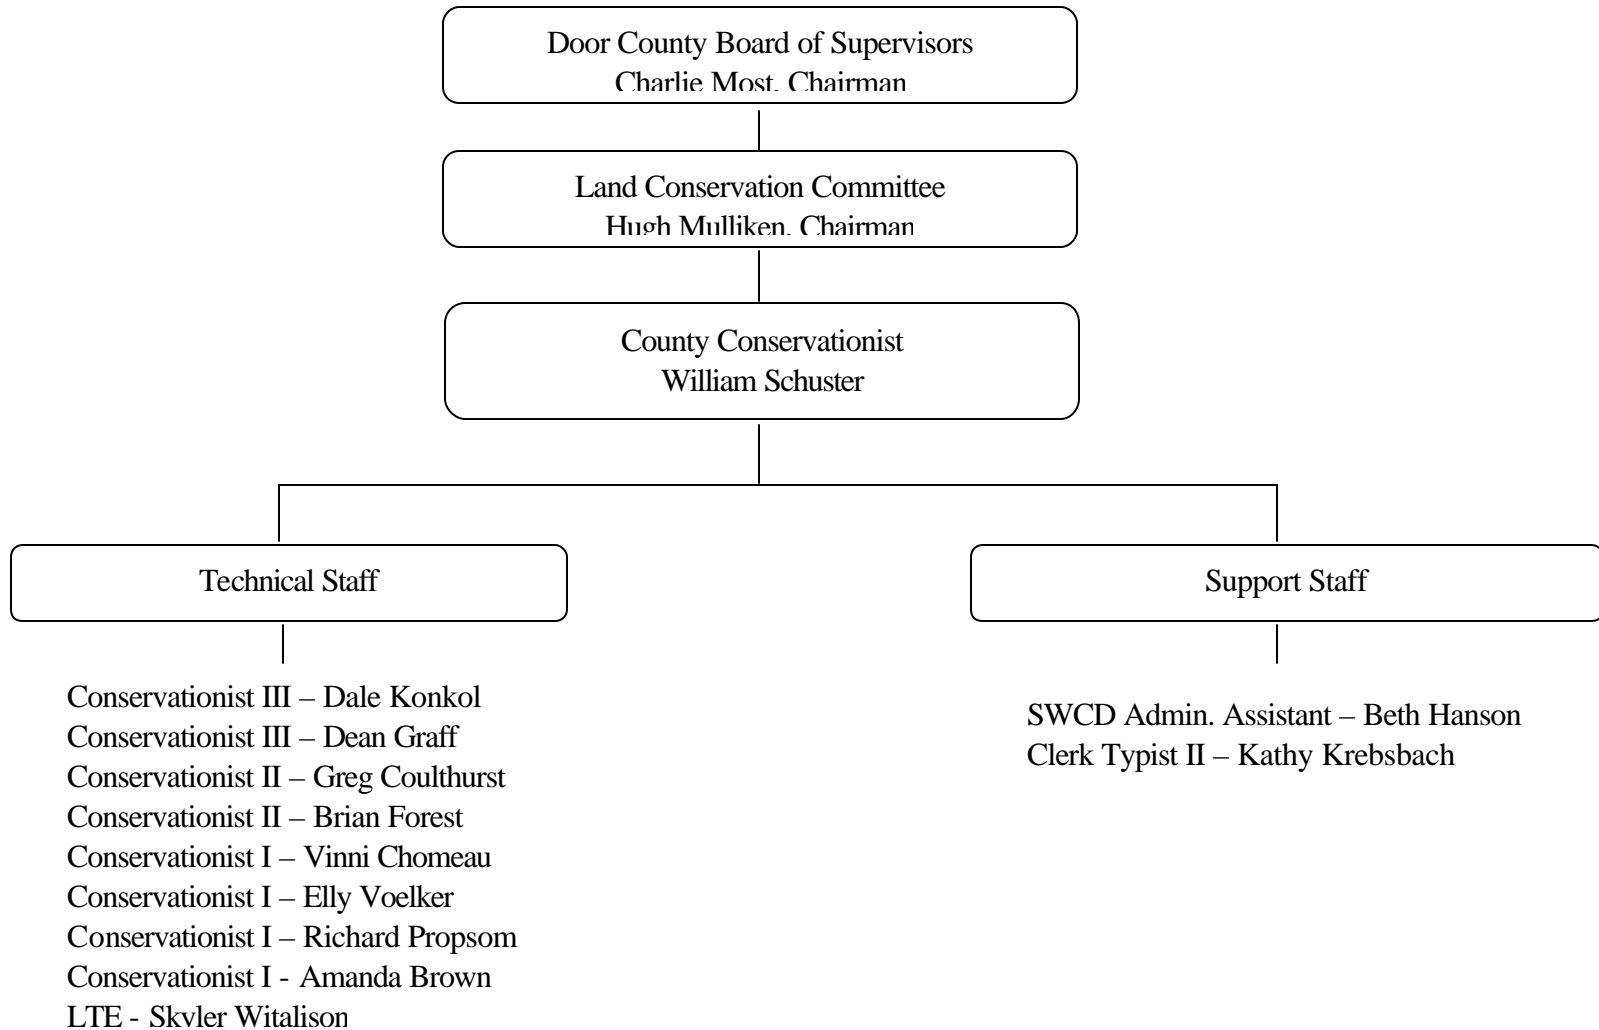 Door County Board of Supervisors
Charlie Most, Chairman
Land Conservation Committee
Hugh Mulliken, Chairman
County Conservationist
William Schuster
Technical Staff
Support Staff
Conservationist III – Dale Konkol
Conservationist III – Dean Graff
Conservationist II – Greg Coulthurst
Conservationist II – Brian Forest
Conservationist I – Vinni Chomeau
Conservationist I – Elly Voelker
Conservationist I – Richard Propsom
Conservationist I - Amanda Brown
LTE - Skyler Witalison
SWCD Admin. Assistant – Beth Hanson
Clerk Typist II – Kathy Krebsbach